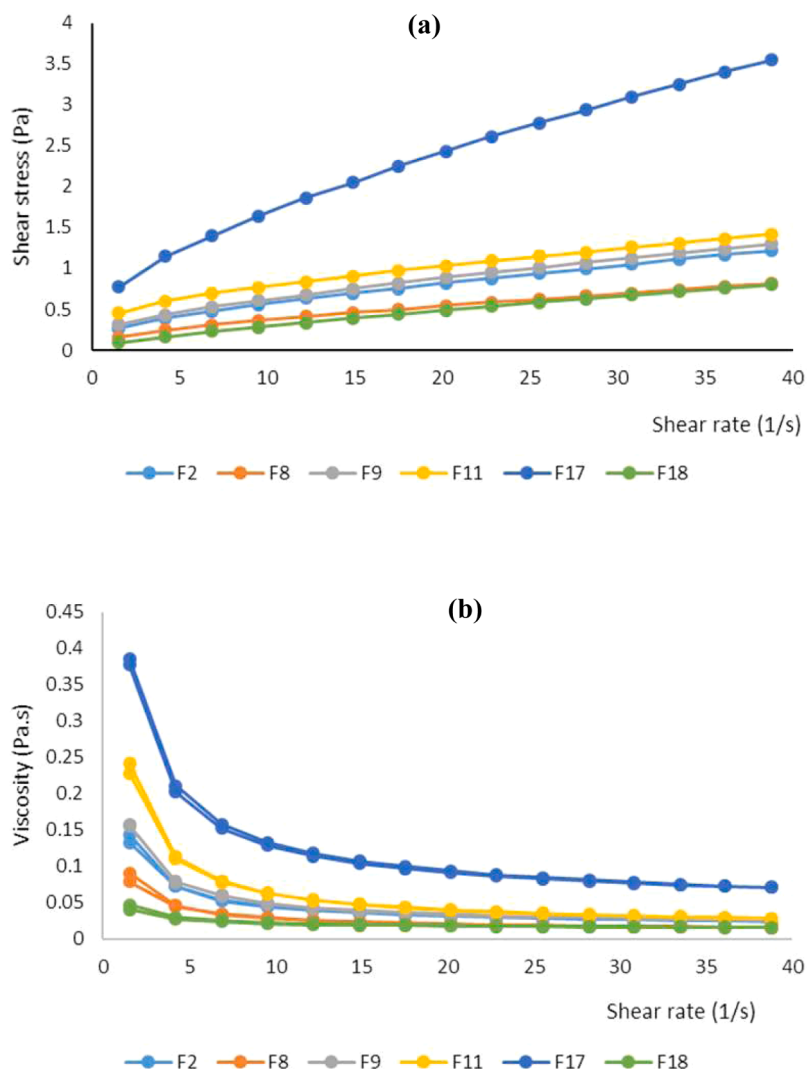 (a)
4
3.5
3
2.5
2
1.5
1
0.5
0
Shear stress (Pa)
0 5 10 15 20 25 30 35 40
Shear rate (1/s)
F2 F8 F9 F11 F17 F18
(b)
0.45
0.4
0.35
0.3
0.25
0.2
0.15
0.1
0.05
0
Viscosity (Pa.s)
0 5 10 15 20 25 30 35 40
Shear rate (1/s)
F2 F8 F9 F11 F17 F18